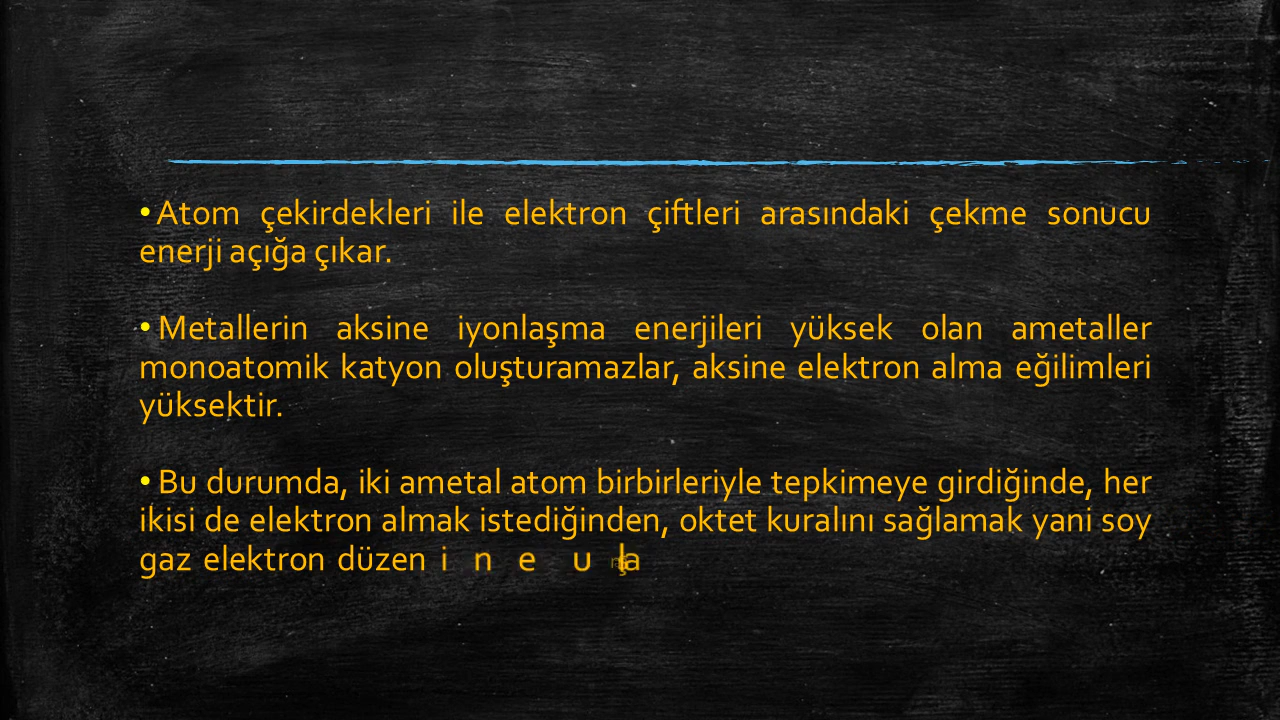 • Atom çekirdekleri ile elektron çiftleri arasındaki çekme sonucu
enerji açığa çıkar.
• Metallerin aksine iyonlaşma enerjileri yüksek olan ametaller
monoatomik katyon oluşturamazlar, aksine elektron alma eğilimleri
yüksektir.
• Bu durumda, iki ametal atom birbirleriyle tepkimeye girdiğinde, her
ikisi de elektron almak istediğinden, oktet kuralını sağlamak yani soy
gaz elektron düzenine